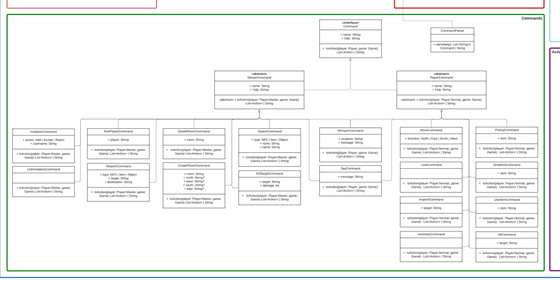 Commands
«interface»
Command
+ name: String
+ help: String
+ toAction(player: Player, game: Game): List<Action> | String
CommandParser
+ parse(args: List<String>):
Command | String
«abstract»
MasterCommand
+ name: String
+ help: String
«abstract» + toAction(player: Player.Master, game: Game):
List<Action> | String
«abstract»
PlayerCommand
+ name: String
+ help: String
«abstract» + toAction(player: Player.Normal, game: Game):
List<Action> | String
InvitationCommand
+ action: Add | Accept | Reject
+ username: String
+ toAction(player: Player.Master, game:
Game): List<Action> | String
ListInvitesCommand
+ toAction(player: Player.Master, game:
Game): List<Action> | String
KickPlayerCommand
+ player: String
+ toAction(player: Player.Master, game:
Game): List<Action> | String
TeleportCommand
+ type: NPC | Item | Object
+ target: String
+ destination: String
+ toAction(player: Player.Master, game:
Game): List<Action> | String
DeleteRoomCommand
+ room: String
+ toAction(player: Player.Master, game:
Game): List<Action> | String
CreateRoomCommand
+ room: String
+ north: String?
+ west: String?
+ south: String?
+ east: String?
+ toAction(player: Player.Master, game:
Game): List<Action> | String
SpawnCommand
+ type: NPC | Item | Object
+ room: String
+ name: String
+ toAction(player: Player.Master, game:
Game): List<Action> | String
HitTargetCommand
+ target: String
+ damage: Int
+ toAction(player: Player.Master, game:
Game): List<Action> | String
WhisperCommand
+ recipient: String
+ message: String
+ toAction(player: Player, game: Game):
List<Action> | String
SayCommand
+ message: String
+ toAction(player: Player, game: Game):
List<Action> | String
MoveCommand
+ direction: North | East | South | West
+ toAction(player: Player.Normal, game:
Game): List<Action> | String
LookCommand
+ toAction(player: Player.Normal, game:
Game): List<Action> | String
InspectCommand
+ target: String
+ toAction(player: Player.Normal, game:
Game): List<Action> | String
InventoryCommand
+ toAction(player: Player.Normal, game:
Game): List<Action> | String
PickupCommand
+ item: String
+ toAction(player: Player.Normal, game:
Game): List<Action> | String
DropItemCommand
+ item: String
+ toAction(player: Player.Normal, game:
Game): List<Action> | String
UseItemCommand
+ item: String
+ toAction(player: Player.Normal, game:
Game): List<Action> | String
HitCommand
+ target: String
+ toAction(player: Player.Normal, game:
Game): List<Action> | String